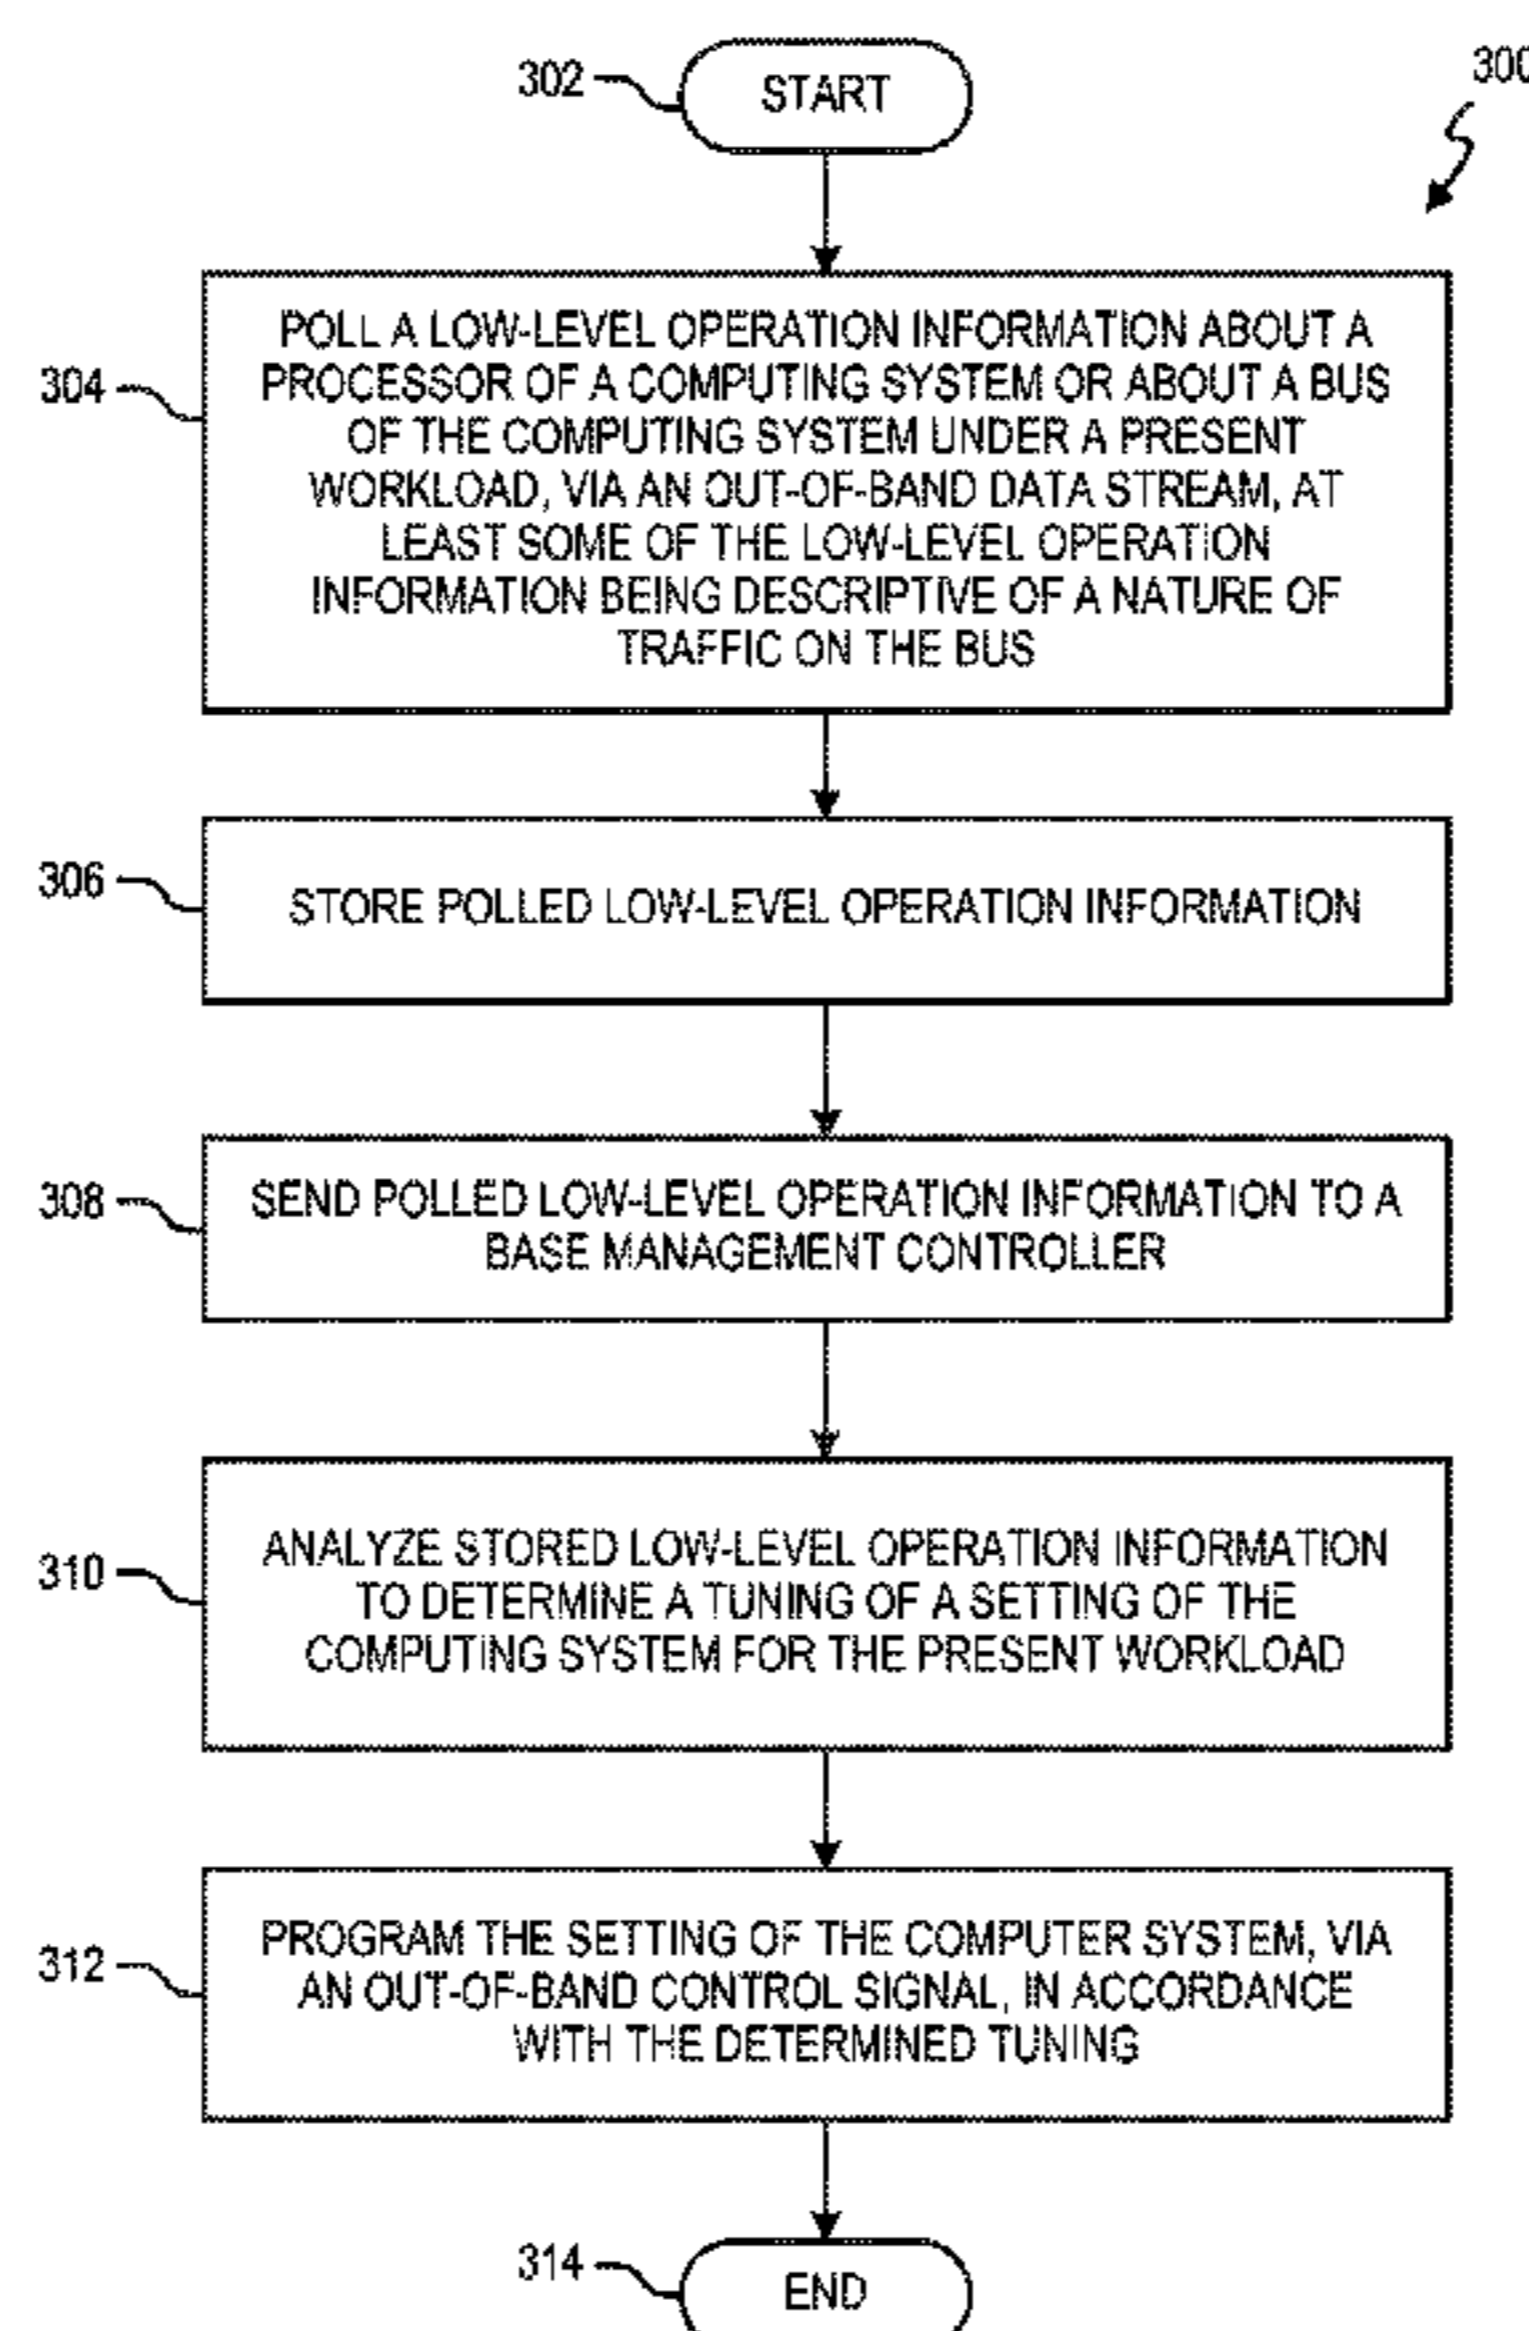 302
START
300
304
POLL A LOW-LEVEL OPERATION INFORMATION ABOUT A
PROCESSOR OF A COMPUTING SYSTEM OR ABOUT A BUS
OF THE COMPUTING SYSTEM UNDER A PRESENT
WORKLOAD, VIA AN OUT-OF-BAND DATA STREAM, AT
LEAST SOME OF THE LOW-LEVEL OPERATION
INFORMATION BEING DESCRIPTIVE OF A NATURE OF
TRAFFIC ON THE BUS
306
STORE POLLED LOW-LEVEL OPERATION INFORMATION
308
SEND POLLED LOW-LEVEL OPERATION INFORMATION TO A
BASE MANAGEMENT CONTROLLER
310
ANALYZE STORED LOW-LEVEL OPERATION INFORMATION
TO DETERMINE A TUNING OF A SETTING OF THE
COMPUTING SYSTEM FOR THE PRESENT WORKLOAD
312
PROGRAM THE SETTING OF THE COMPUTER SYSTEM, VIA
AN OUT-OF-BAND CONTROL SIGNAL, IN ACCORDANCE
WITH THE DETERMINED TUNING
314
END